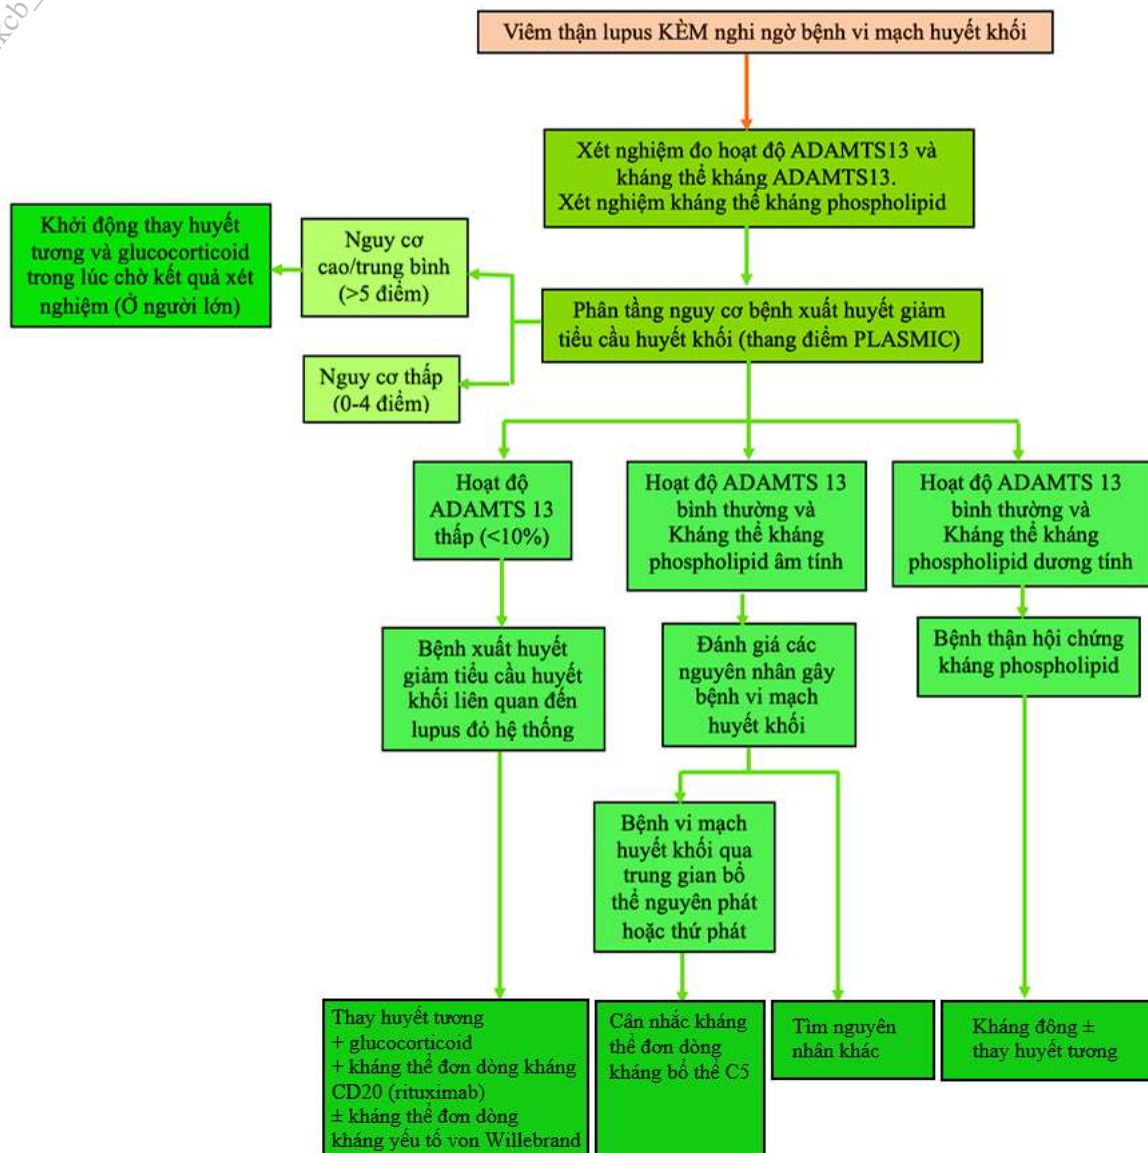 kcb_
Viêm thận lupus KÈM nghi ngờ bệnh vi mạch huyết khối
Xét nghiệm đo hoạt độ ADAMTS13 và
kháng thể kháng ADAMTS13.
Xét nghiệm kháng thể kháng phospholipid
Khởi động thay huyết
tương và glucocorticoid
trong lúc chờ kết quả xét
nghiệm (Ở người lớn)
Nguy cơ
cao/trung bình
(>5 điểm)
Phân tầng nguy cơ bệnh xuất huyết giảm
tiểu cầu huyết khối (thang điểm PLASMIC)
Nguy cơ thấp
(0-4 điểm)
Hoạt độ
ADAMTS 13
thấp (<10%)
Hoạt độ ADAMTS 13
bình thường và
Kháng thể kháng
phospholipid âm tính
Hoạt độ ADAMTS 13
bình thường và
Kháng thể kháng
phospholipid dương tính
Bệnh xuất huyết
giảm tiểu cầu huyết
khối liên quan đến
lupus đỏ hệ thống
Đánh giá các
nguyên nhân gây
bệnh vi mạch
huyết khối
Bệnh thận hội chứng
kháng phospholipid
Bệnh vi mạch
huyết khối qua
trung gian bổ
thể nguyên phát
hoặc thứ phát
Thay huyết tương
+ glucocorticoid
+ kháng thể đơn dòng kháng
CD20 (rituximab)
± kháng thể đơn dòng
kháng yếu tố von Willebrand
Cân nhắc kháng
thể đơn dòng
kháng bổ thể C5
Tìm nguyên
nhân khác
Kháng đông ±
thay huyết tương